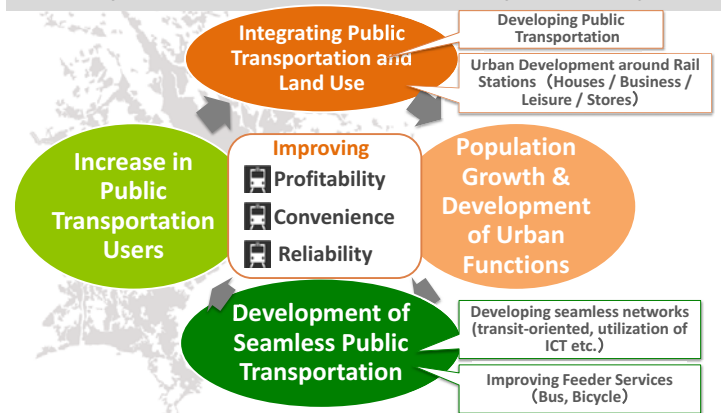 Integrating Public
Transportation and
Land Use
Developing Public
Transportation
Urban Development around Rail
Stations（Houses / Business /
Leisure / Stores）
Increase in
Public
Transportation
Users
Improving
Profitability
Convenience
Reliability
Population
Growth &
Development
of Urban
Functions
Development of
Seamless Public
Transportation
Developing seamless networks
(transit-oriented, utilization of
ICT etc.）
Improving Feeder Services
（Bus, Bicycle）